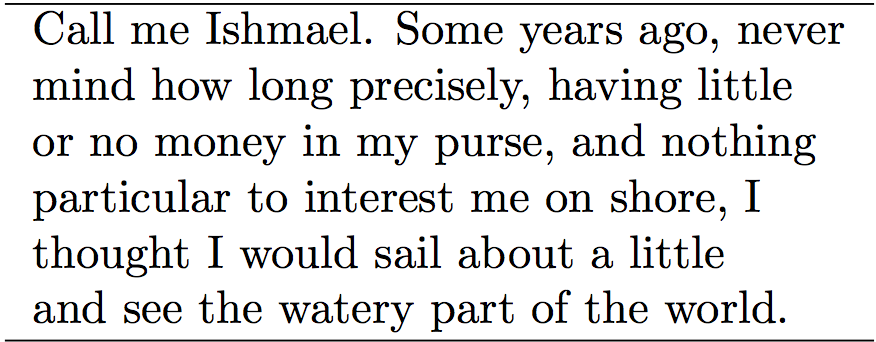 Call me Ishmael. Some years ago, never
mind how long precisely, having little
or no money in my purse, and nothing
particular to interest me on shore, I
thought I would sail about a little
and see the watery part of the world.